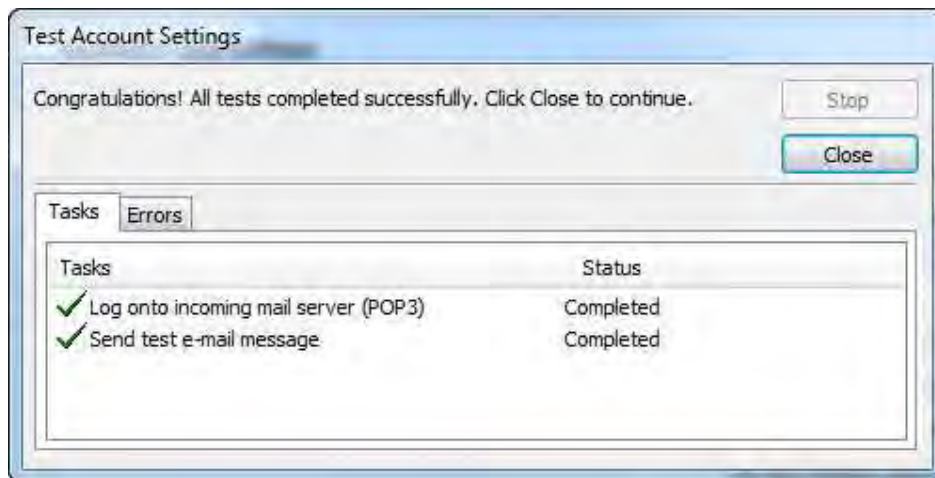 Test Account Settings
Congratulations! All tests completed successfully. Click Close to continue.
Stop
Close
Tasks Errors
Tasks Status
Log onto incoming mail server (POP3) Completed
Send test e-mail message Completed